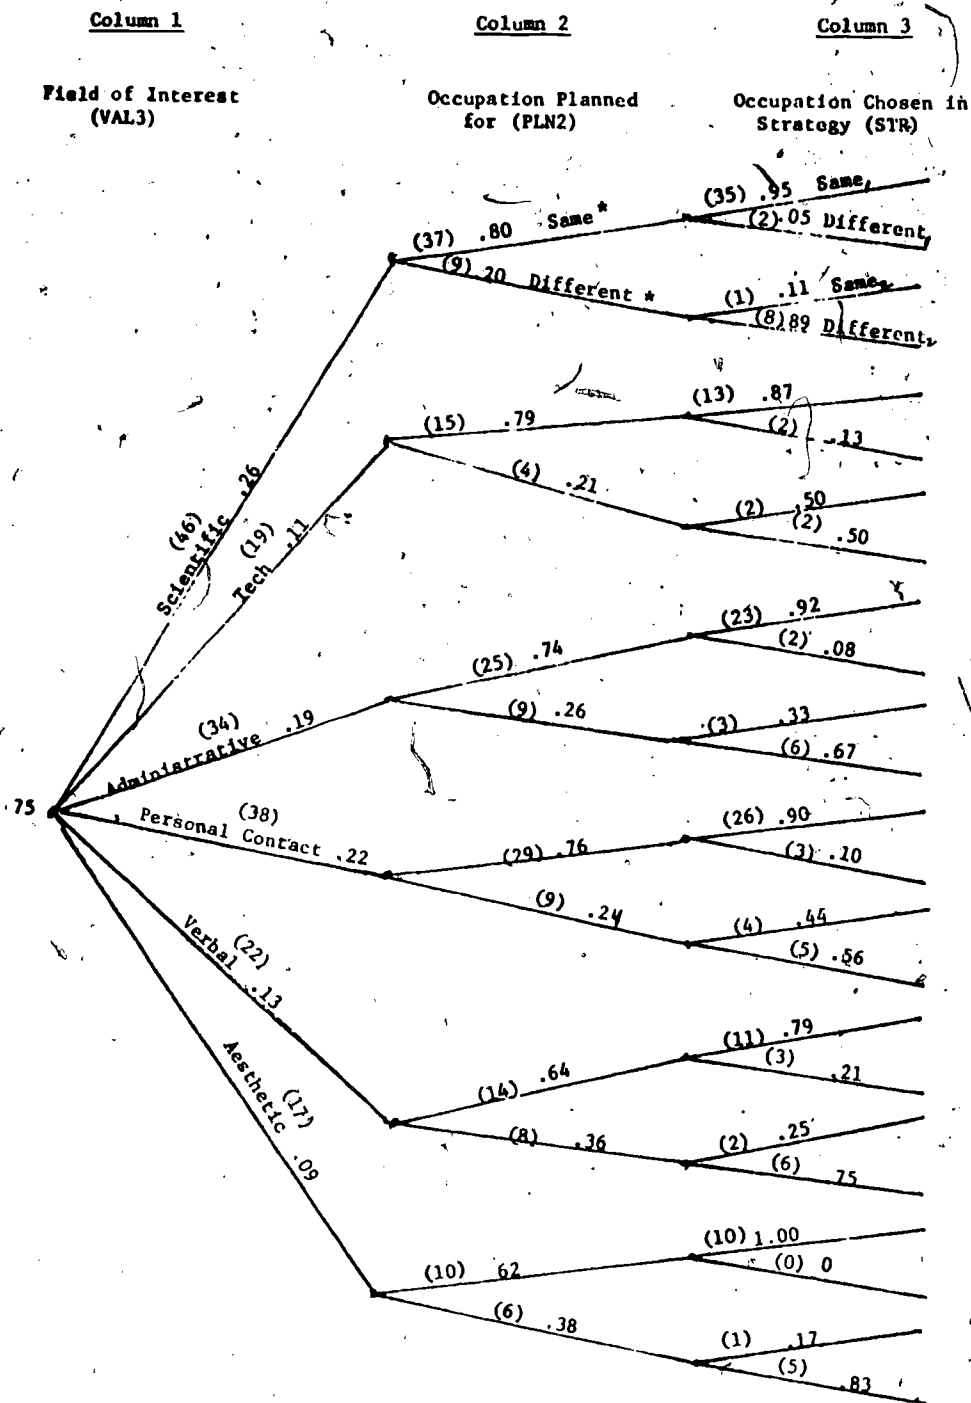 Column 1 Column 2 Column 3
Field of Interest
(VAL3)
Occupation Planned
for (PLN2)
Occupation Chosen in
Strategy (STR)
(35) .95 Same,
(37) .80 Same *
(2) .05 Different,
(9) .20 Different *
(1) .11 Same
(8) 89 Different,
(13) .87
(15) .79
(2) .13
(4) .21
(2) .50
(2) .50
(46) Scientific .26
(19) Tech .11
(23) .92
(25) .74
(2) .08
(34) Administrative .19
(9) .26
(3) .33
(6) .67
75
(38) Personal Contact .22
(26) .90
(29) .76
(3) .10
(9) .24
(4) .44
(5) .56
(22) Verbal .13
(11) .79
(14) .64
(3) .21
(8) .36
(2) .25
(6) 75
(17) Aesthetic .09
(10) 1.00
(10) 62
(0) 0
(6) .38
(1) .17
(5) .83